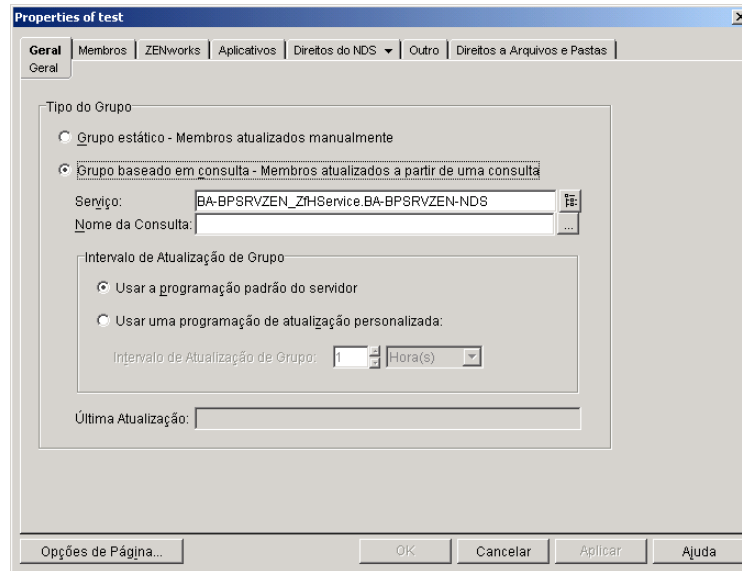 Properties of test
Geral Membros ZENworks Aplicativos Direitos do NDS Outro Direitos a Arquivos e Pastas
Geral
Tipo do Grupo
Grupo estático - Membros atualizados manualmente
Grupo baseado em consulta - Membros atualizados a partir de uma consulta
Serviço: BA-BPSRVZEN_ZfHService.BA-BPSRVZEN-NDS
Nome da Consulta: ...
Intervalo de Atualização de Grupo
Usar a programação padrão do servidor
Usar uma programação de atualização personalizada:
Intervalo de Atualização de Grupo: 1 Hora(s)
Última Atualização:
Opções de Página... OK Cancelar Aplicar Ajuda